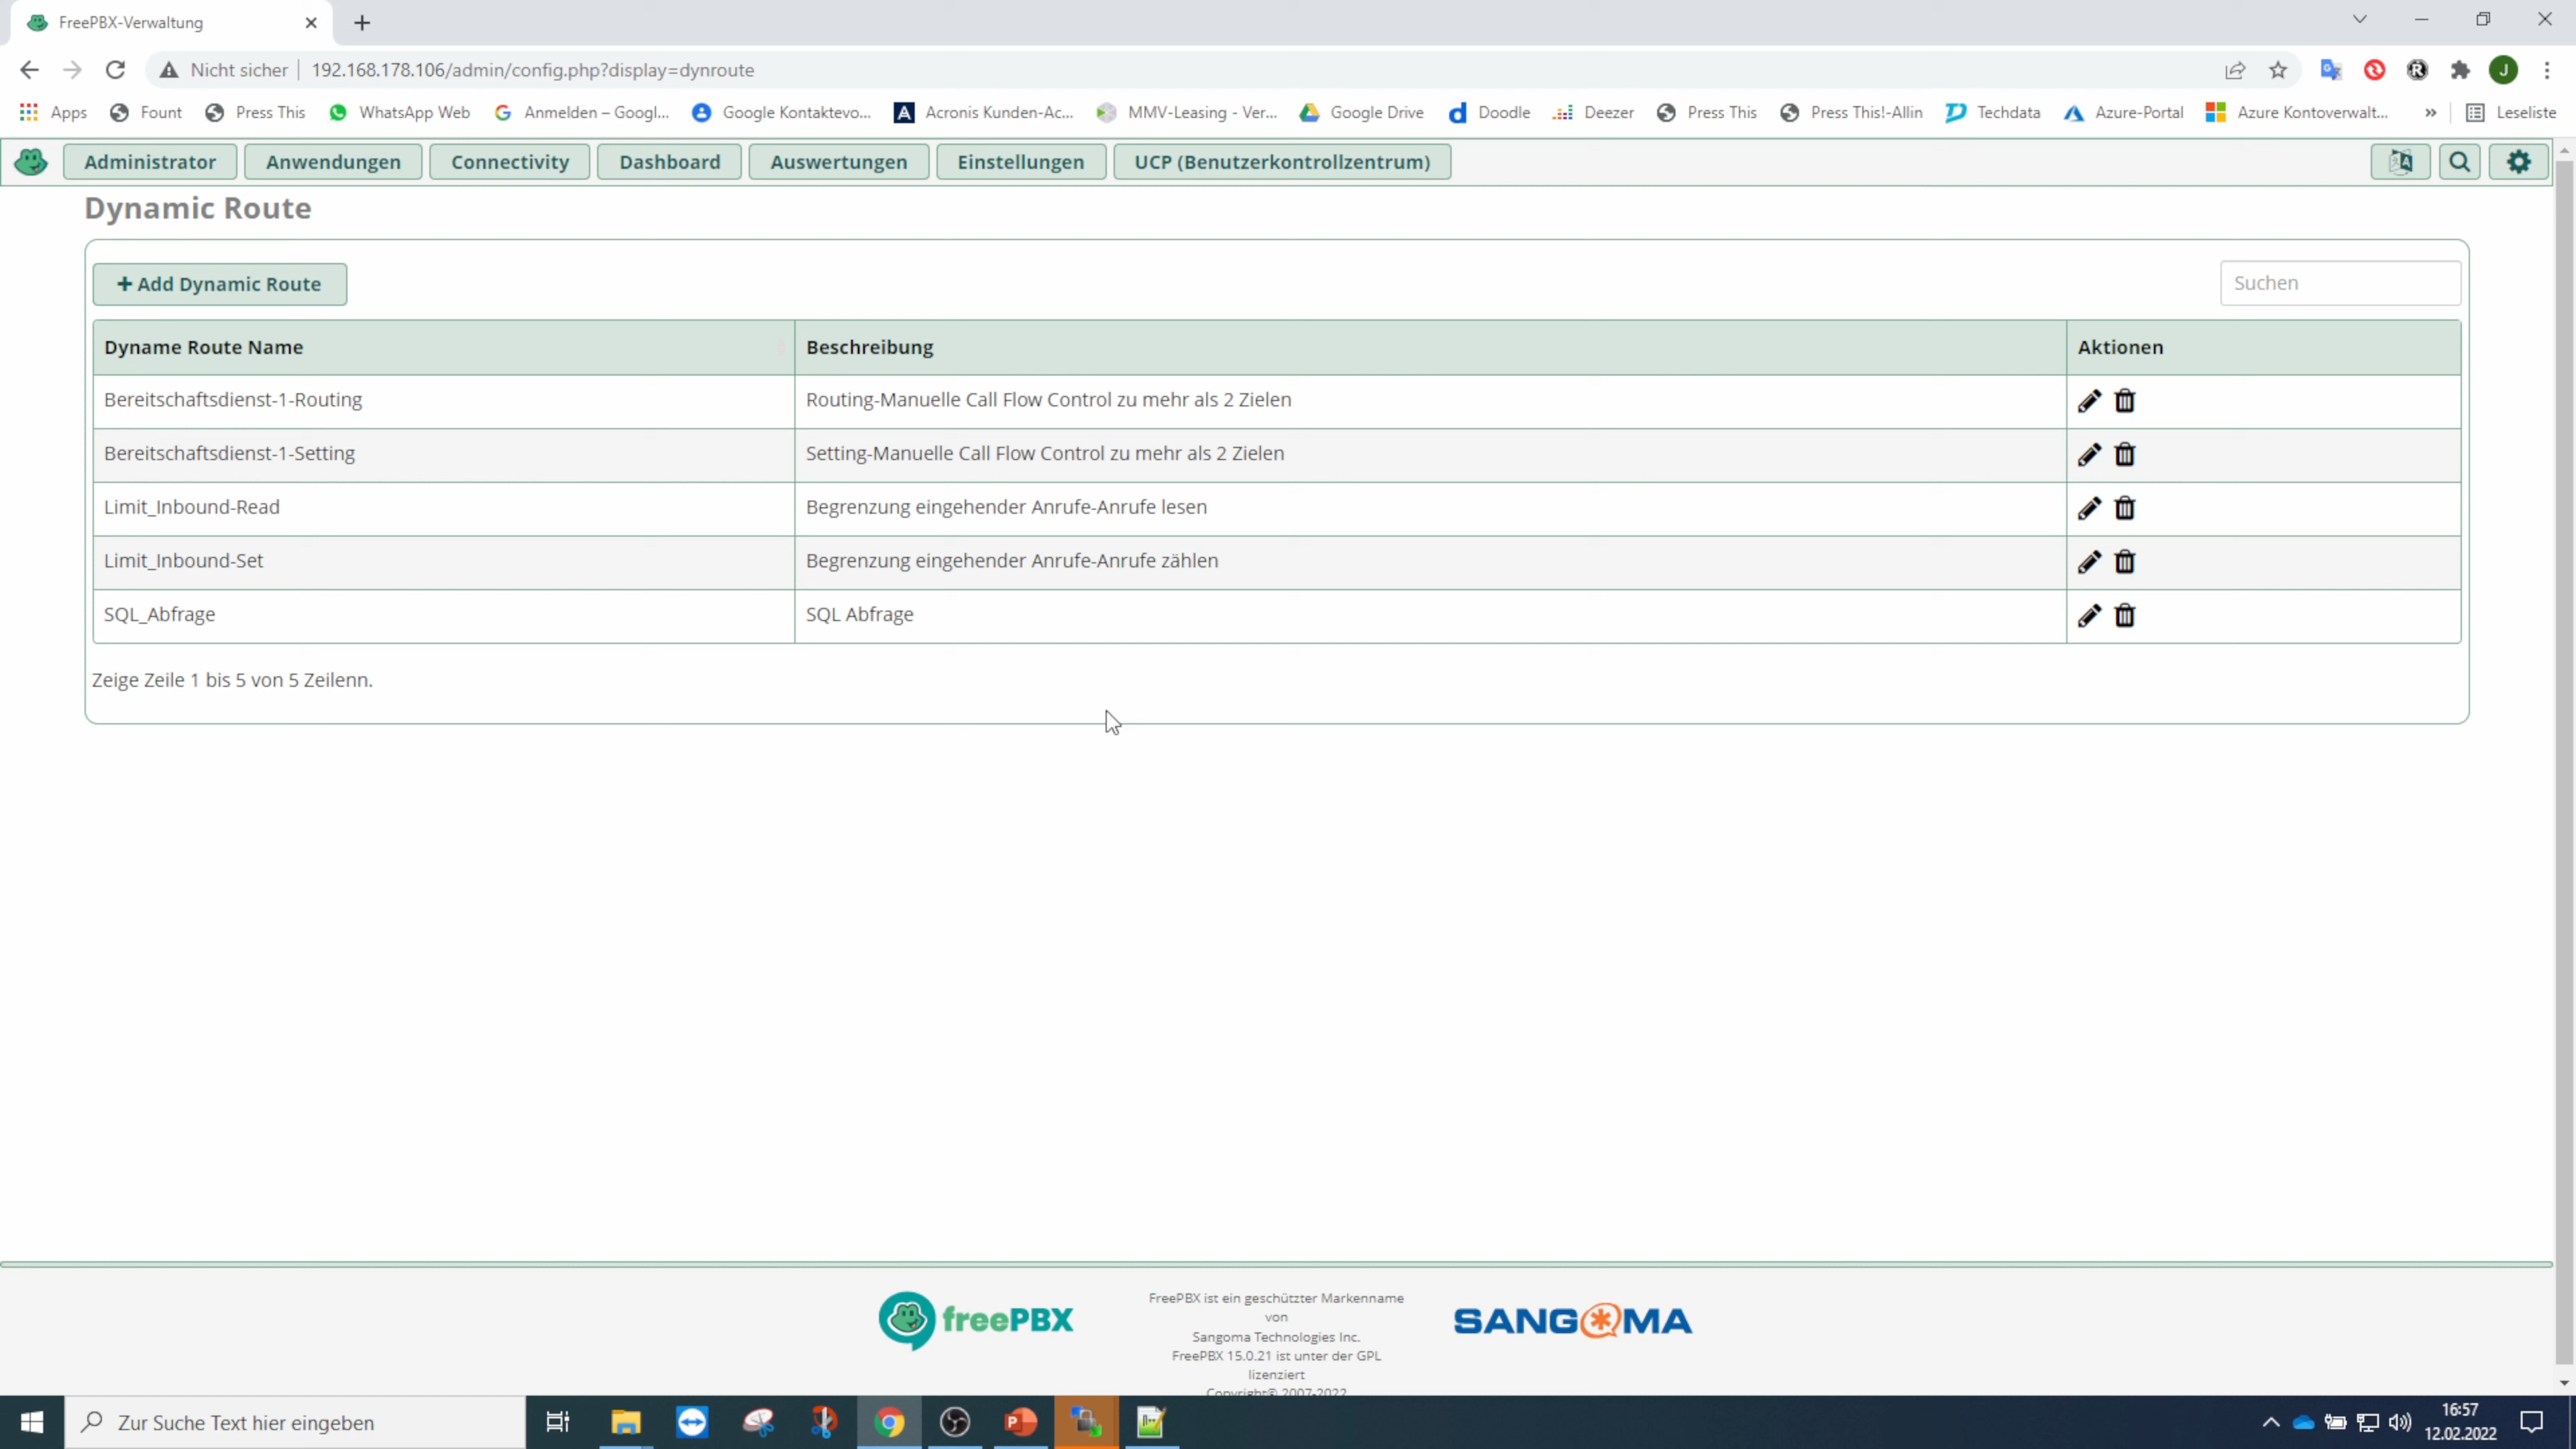 FreePBX-Verwaltung
Nicht sicher 192.168.178.106/admin/config.php?display=dynroute
J
Apps Fount Press This WhatsApp Web Anmelden – Googl... Google Kontaktevo... Acronis Kunden-Ac... MMV-Leasing - Ver... Google Drive Doodle Deezer Press This Press This!-Allin Techdata Azure-Portal Azure Kontoverwalt... » Leseliste
Administrator Anwendungen Connectivity Dashboard Auswertungen Einstellungen UCP (Benutzerkontrollzentrum)
Dynamic Route
+ Add Dynamic Route
Suchen
Dyname Route Name Beschreibung Aktionen
Bereitschaftsdienst-1-Routing Routing-Manuelle Call Flow Control zu mehr als 2 Zielen
Bereitschaftsdienst-1-Setting Setting-Manuelle Call Flow Control zu mehr als 2 Zielen
Limit_Inbound-Read Begrenzung eingehender Anrufe-Anrufe lesen
Limit_Inbound-Set Begrenzung eingehender Anrufe-Anrufe zählen
SQL_Abfrage SQL Abfrage
Zeige Zeile 1 bis 5 von 5 Zeilenn.
freePBX
FreePBX ist ein geschützter Markenname
von
Sangoma Technologies Inc.
FreePBX 15.0.21 ist unter der GPL
lizenziert
Copyright© 2007-2022
SANGOMA
Zur Suche Text hier eingeben
16:57
12.02.2022